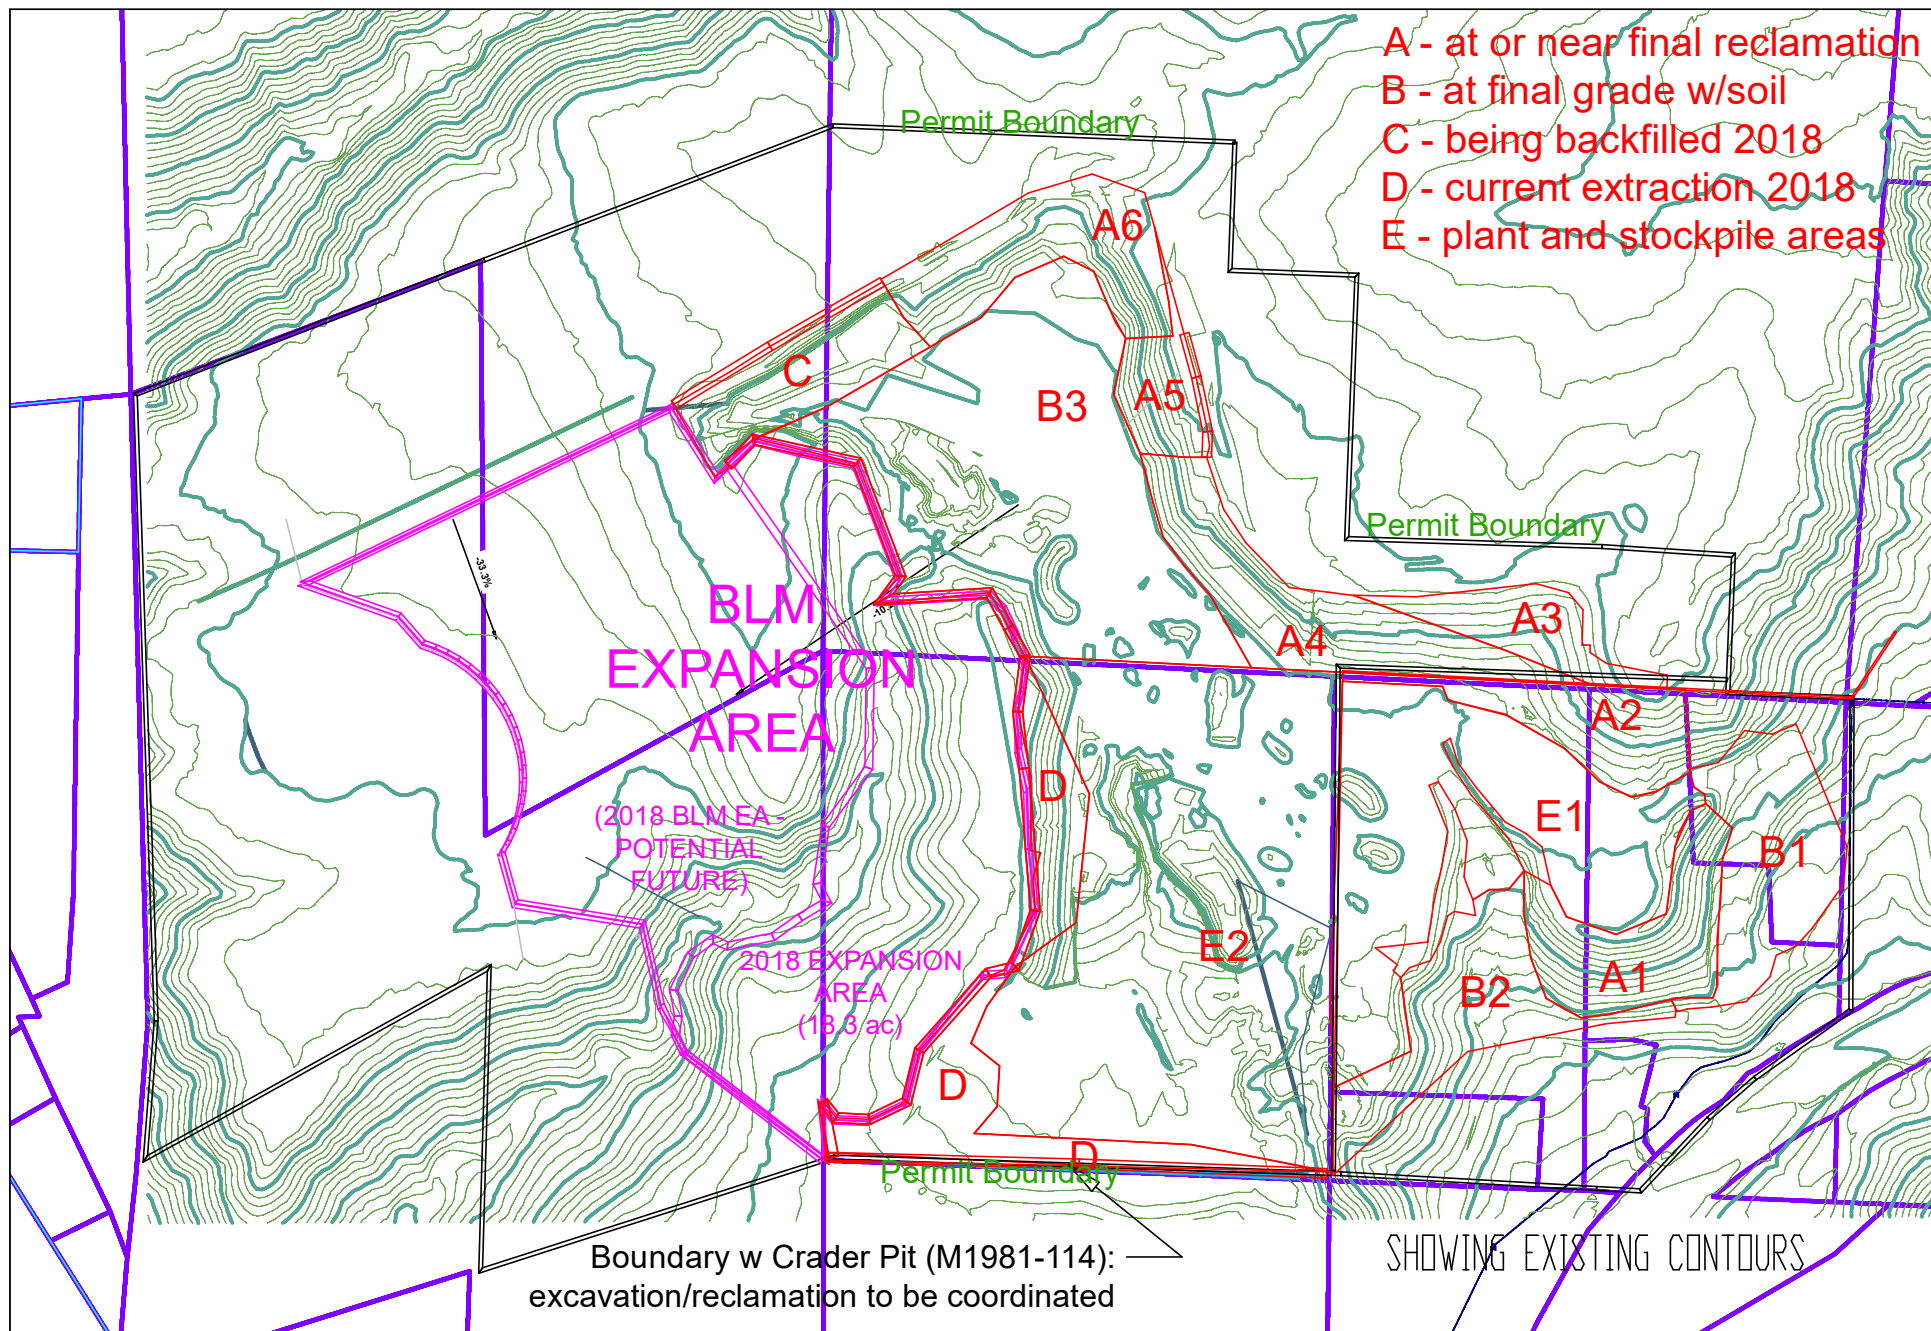 A - at or near final reclamation
B - at final grade w/soil
C - being backfilled 2018
D - current extraction 2018
E - plant and stockpile areas
Permit Boundary
A6
C
B3
A5
Permit Boundary
-33.3%
BLM
EXPANSION
AREA
A4
A3
A2
D
(2018 BLM EA -
POTENTIAL
FUTURE)
E1
B1
2018 EXPANSION
AREA
(18.3 ac)
E2
B2
A1
D
D
Permit Boundary
Boundary w Crader Pit (M1981-114):
excavation/reclamation to be coordinated
SHOWING EXISTING CONTOURS